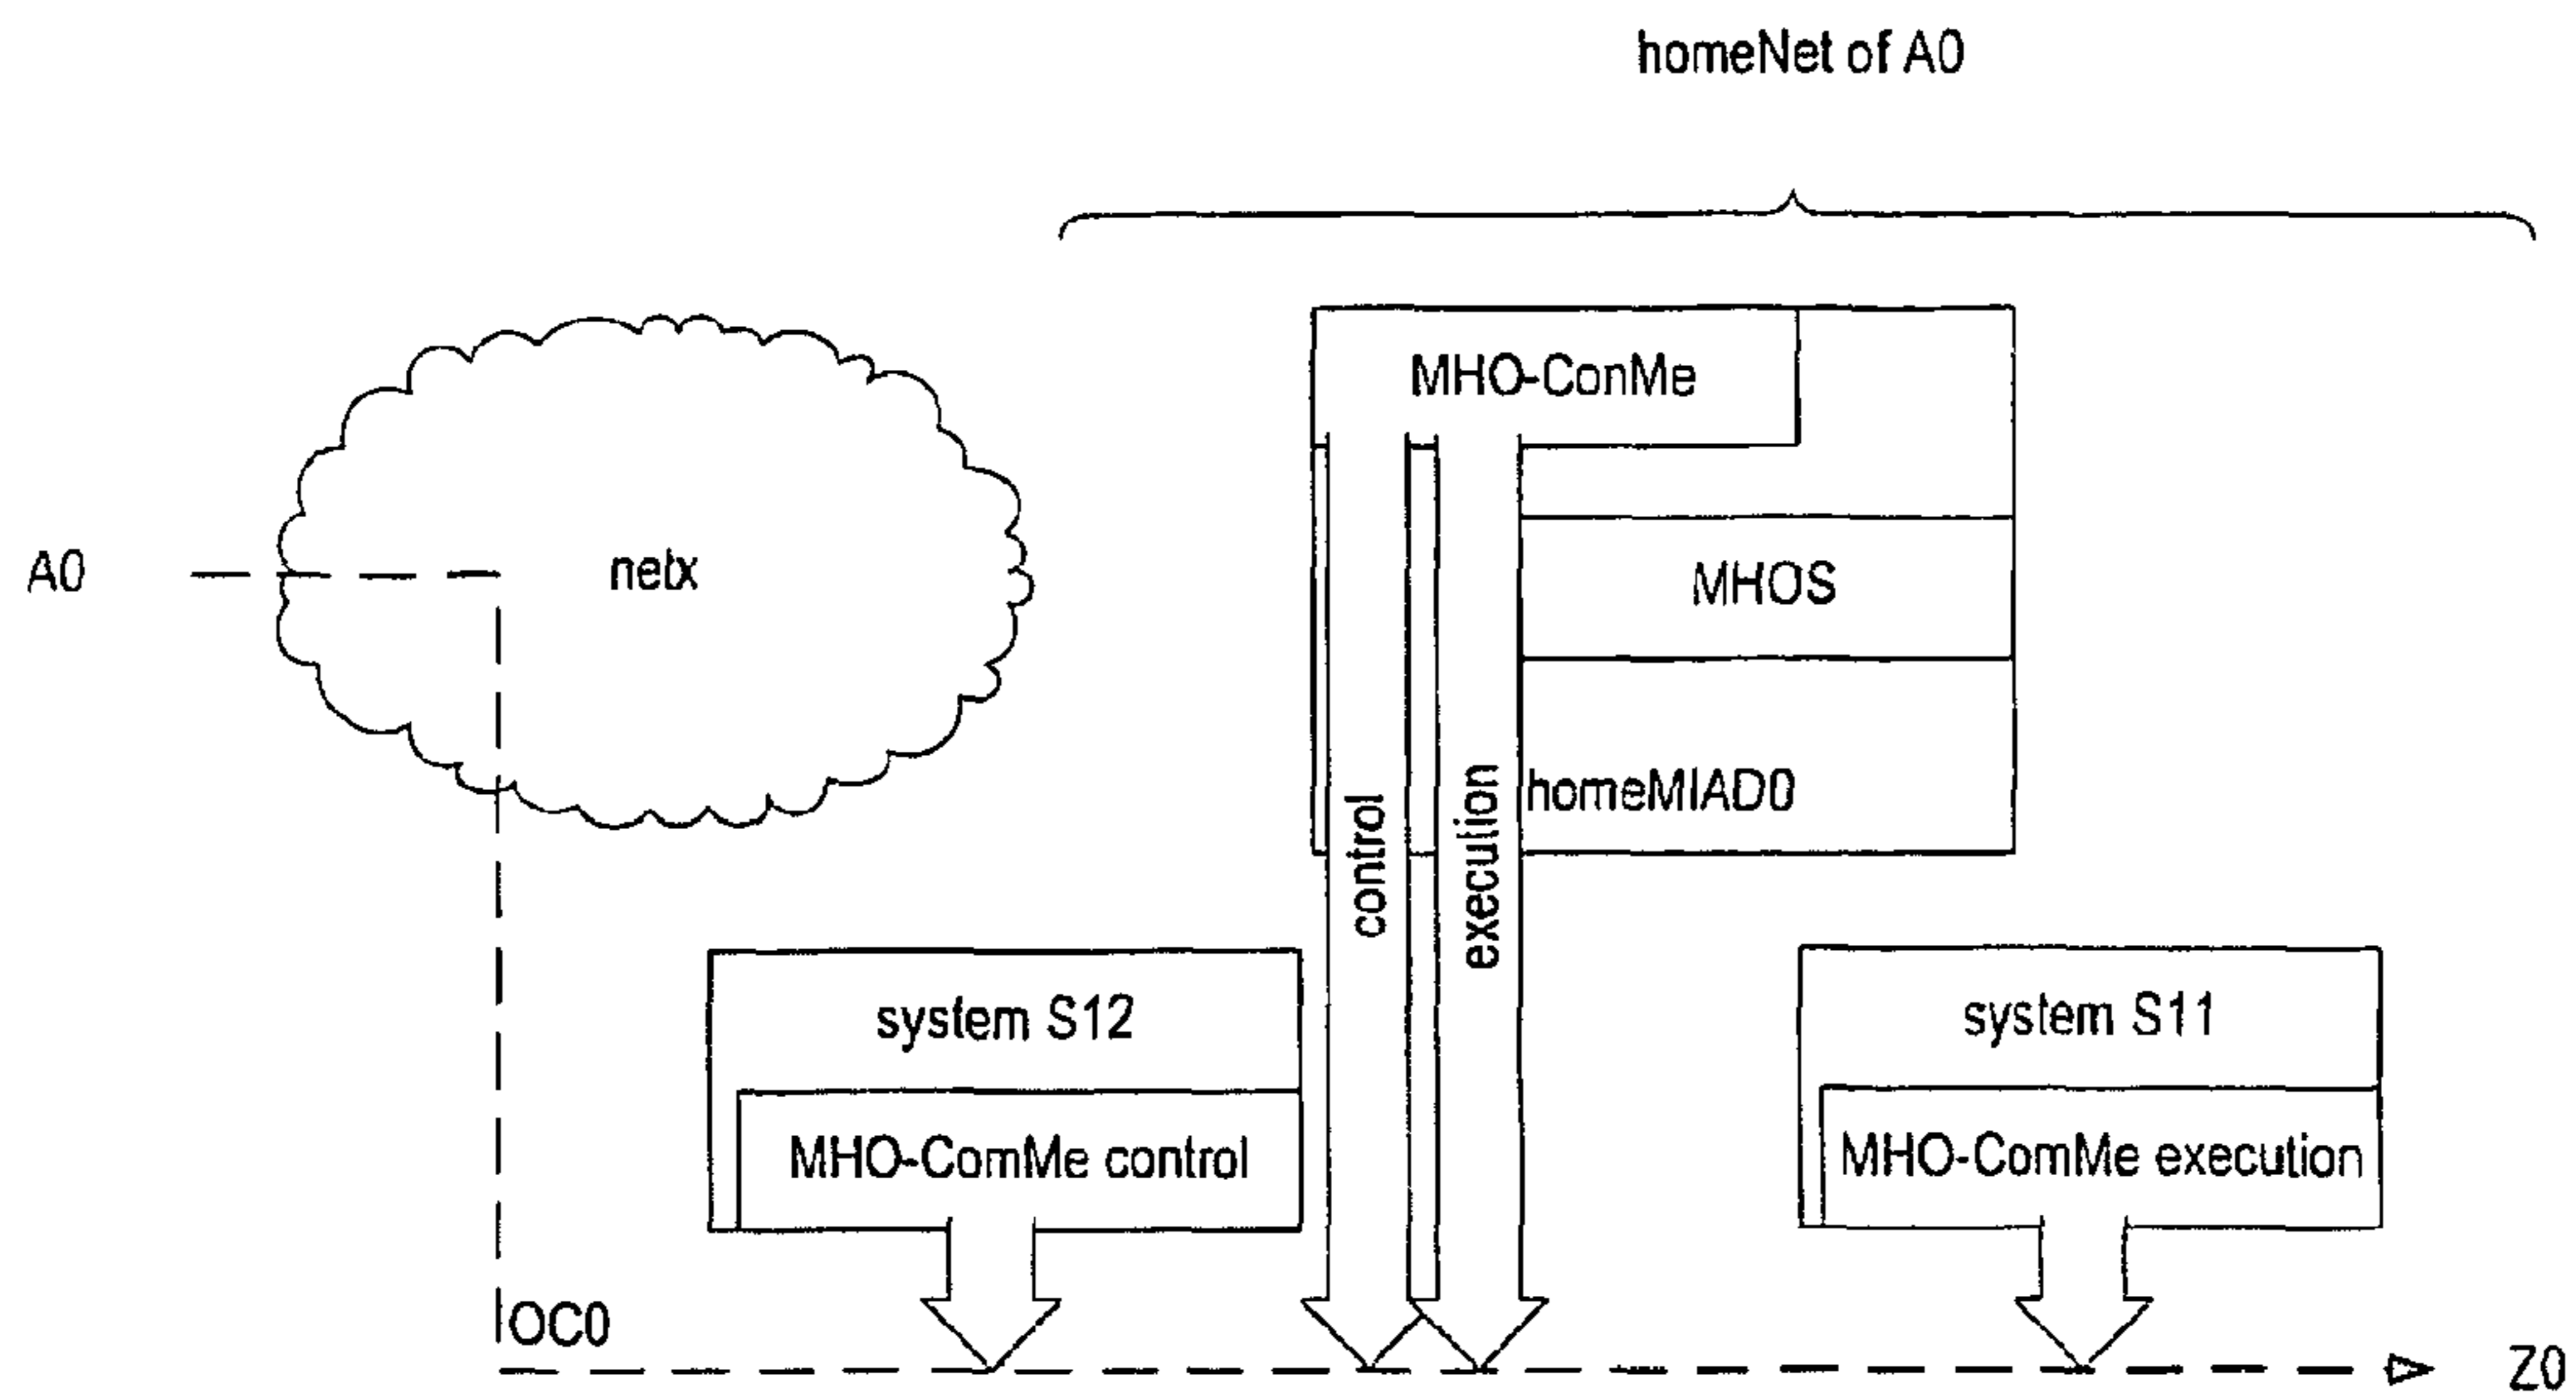 homeNet of A0
MHO-ConMe
A0
netx
MHOS
homeMIAD0
control
execution
system S12
system S11
MHO-ComMe control
MHO-ComMe execution
OC0
Z0